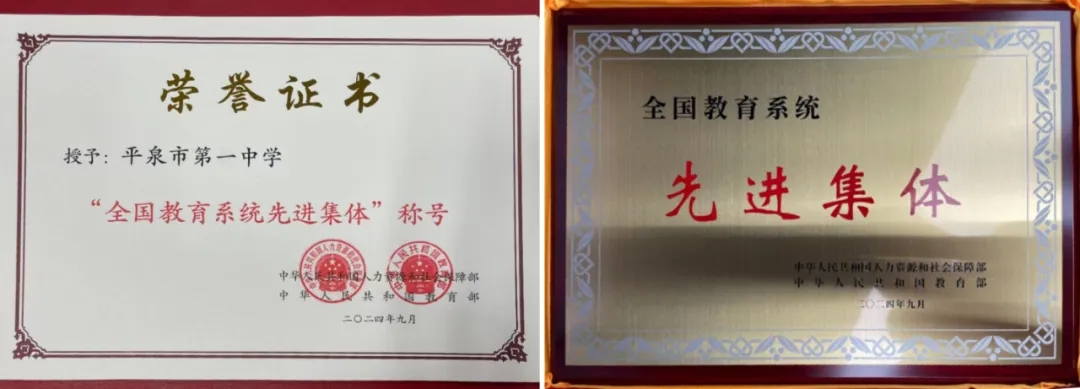 荣誉证书
授予：平泉市第一中学
“全国教育系统先进集体”称号
中华人民共和国人力资源和社会保障部
中华人民共和国教育部
二〇二四年九月
全国教育系统
先进集体
中华人民共和国人力资源和社会保障部
中华人民共和国教育部
二〇二四年九月